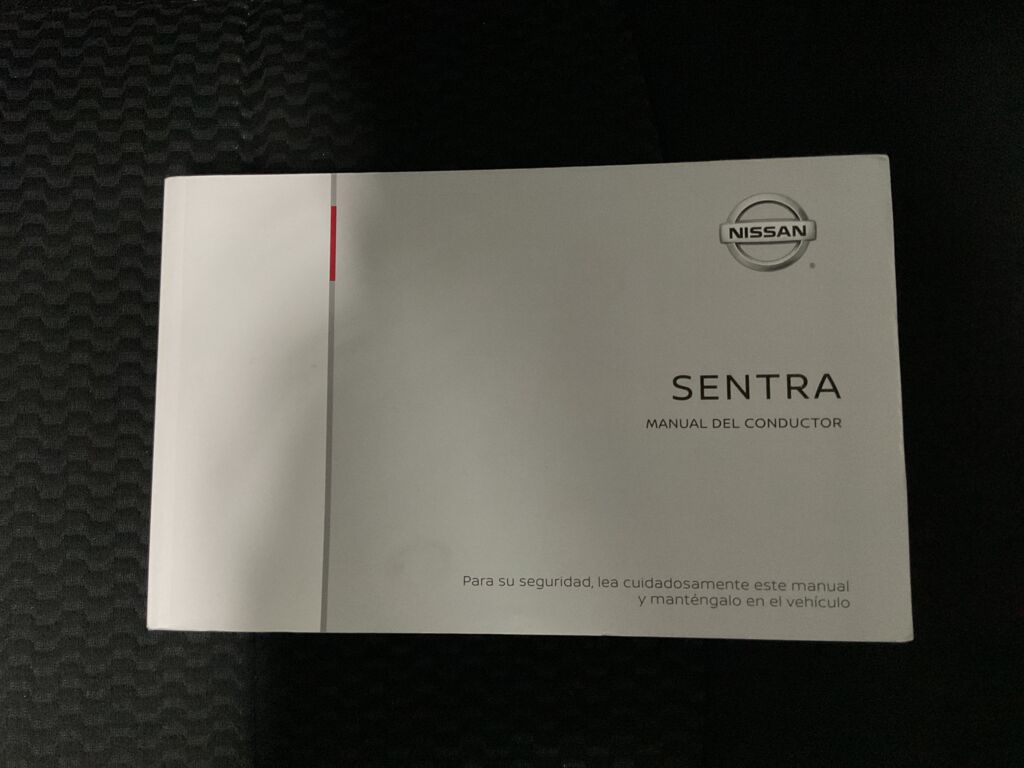 NISSAN
SENTRA
MANUAL DEL CONDUCTOR
Para su seguridad, lea cuidadosamente este manual
y manténgalo en el vehículo